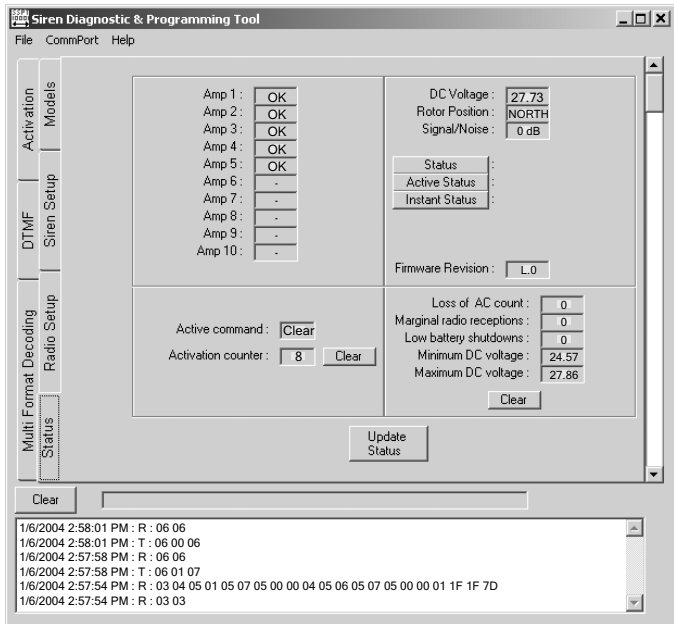 Siren Diagnostic & Programming Tool
File CommPort Help
Activation
Models
DTMF
Siren Setup
Multi Format Decoding
Radio Setup
Status
Amp 1 : OK
Amp 2 : OK
Amp 3 : OK
Amp 4 : OK
Amp 5 : OK
Amp 6 : -
Amp 7 : -
Amp 8 : -
Amp 9 : -
Amp 10 : -
DC Voltage : 27.73
Rotor Position : NORTH
Signal/Noise : 0 dB
Status :
Active Status :
Instant Status :
Firmware Revision : L.0
Active command : Clear
Activation counter : 8 Clear
Loss of AC count : 0
Marginal radio receptions : 0
Low battery shutdowns : 0
Minimum DC voltage : 24.57
Maximum DC voltage : 27.86
Clear
Update
Status
Clear
1/6/2004 2:58:01 PM : R : 06 06
1/6/2004 2:58:01 PM : T : 06 00 06
1/6/2004 2:57:58 PM : R : 06 06
1/6/2004 2:57:58 PM : T : 06 01 07
1/6/2004 2:57:54 PM : R : 03 04 05 01 05 07 05 00 00 04 05 06 05 07 05 00 00 01 1F 1F 7D
1/6/2004 2:57:54 PM : R : 03 03